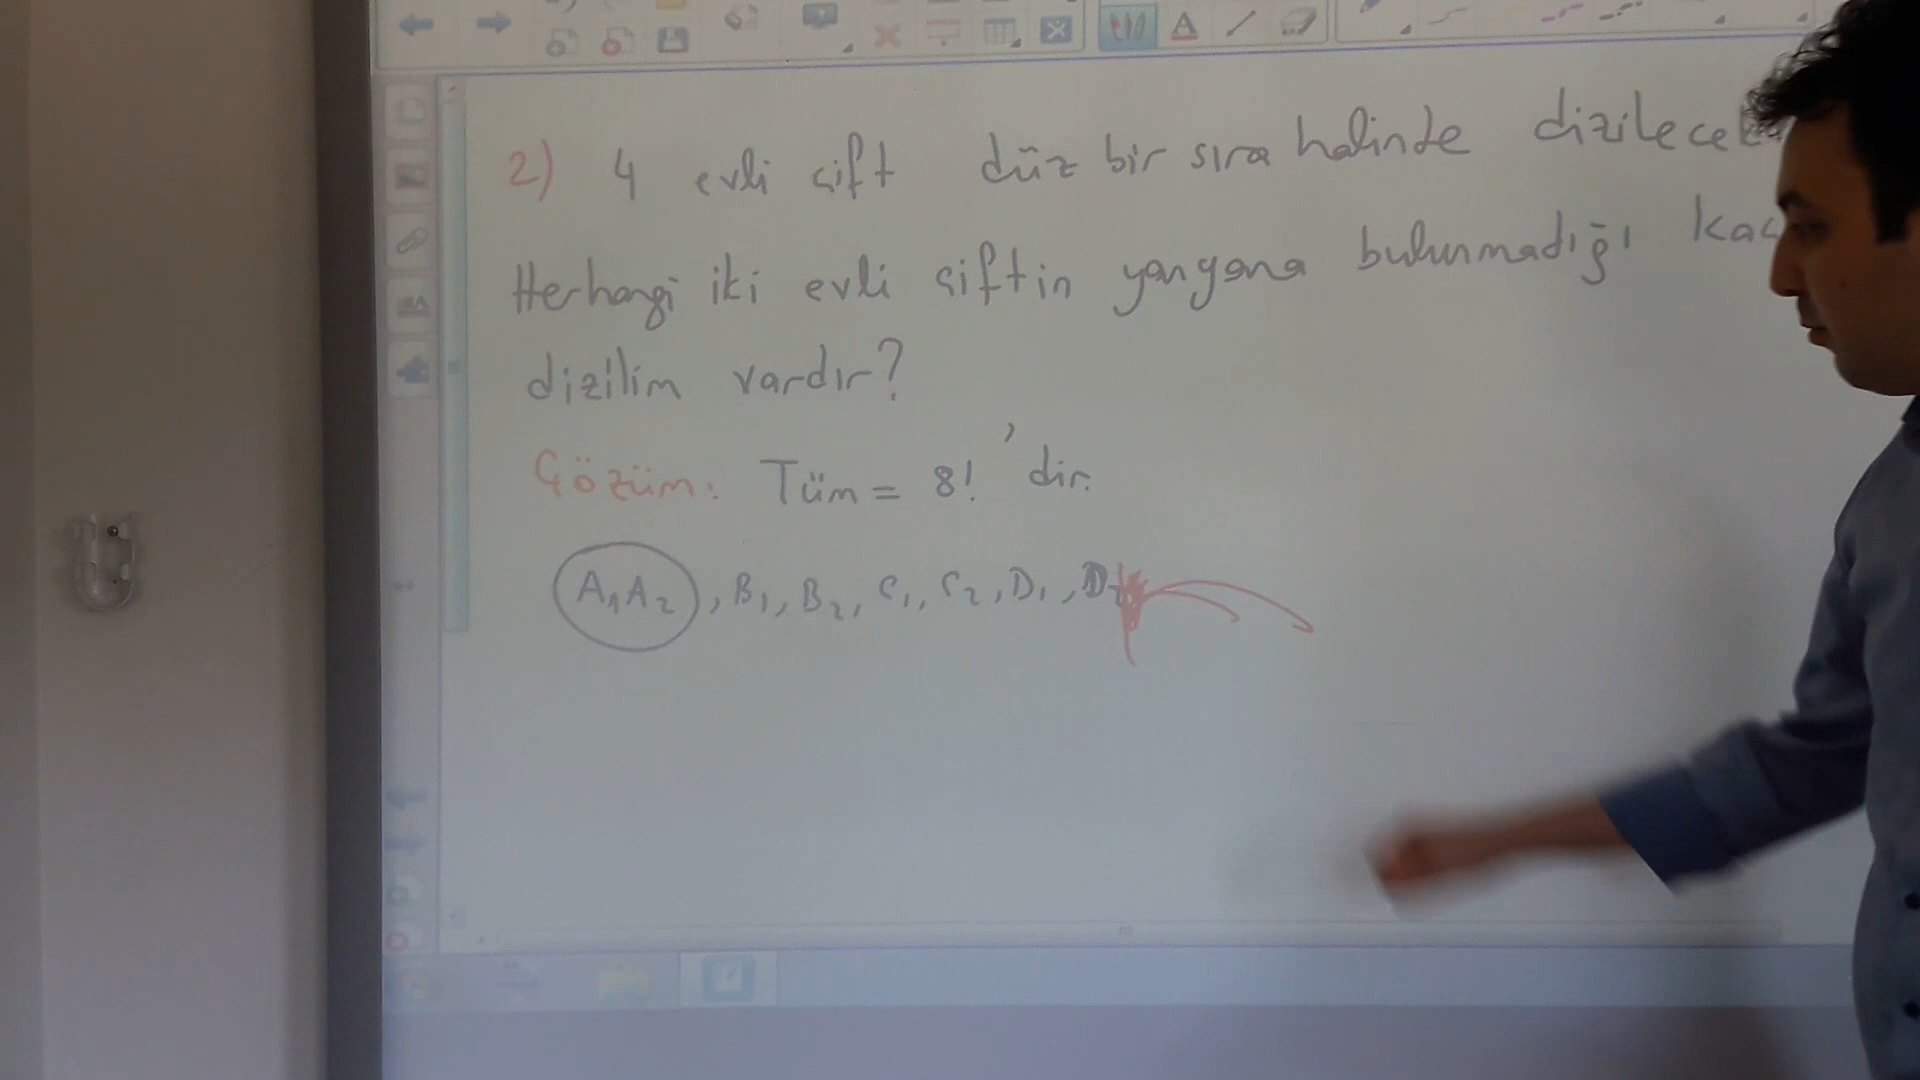 2) 4 evli çift düz bir sıra halinde dizilecek
Herhangi iki evli çiftin yanyana bulunmadığı kaç
dizilim vardır?
Çözüm: Tüm = 8! 'dir.
A₁A₂, B₁, B₂, C₁, C₂, D₁, D₂